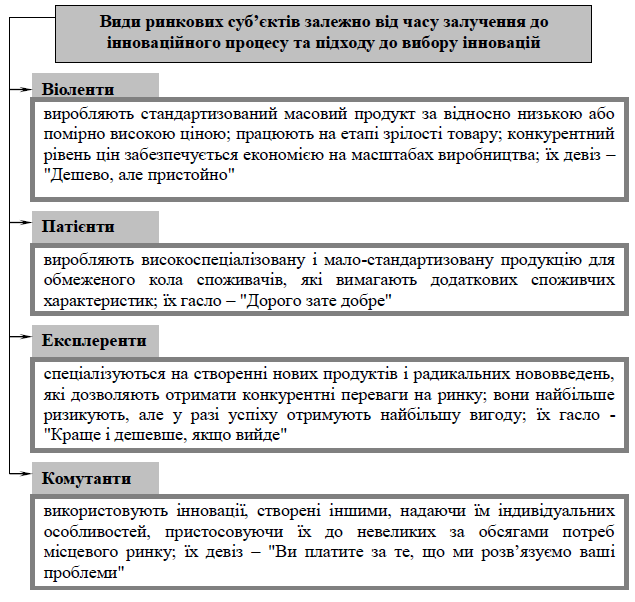 Види ринкових суб’єктів залежно від часу залучення до
інноваційного процесу та підходу до вибору інновацій
Віоленти
виробляють стандартизований масовий продукт за відносно низькою або
помірно високою ціною; працюють на етапі зрілості товару; конкурентний
рівень цін забезпечується економією на масштабах виробництва; їх девіз –
"Дешево, але пристойно"
Патієнти
виробляють високоспеціалізовану і мало-стандартизовану продукцію для
обмеженого кола споживачів, які вимагають додаткових споживчих
характеристик; їх гасло – "Дорого зате добре"
Експлеренти
спеціалізуються на створенні нових продуктів і радикальних нововведень,
які дозволяють отримати конкурентні переваги на ринку; вони найбільше
ризикують, але у разі успіху отримують найбільшу вигоду; їх гасло -
"Краще і дешевше, якщо вийде"
Комутанти
використовують інновації, створені іншими, надаючи їм індивідуальних
особливостей, пристосовуючи їх до невеликих за обсягами потреб
місцевого ринку; їх девіз – "Ви платите за те, що ми розв’язуємо ваші
проблеми"